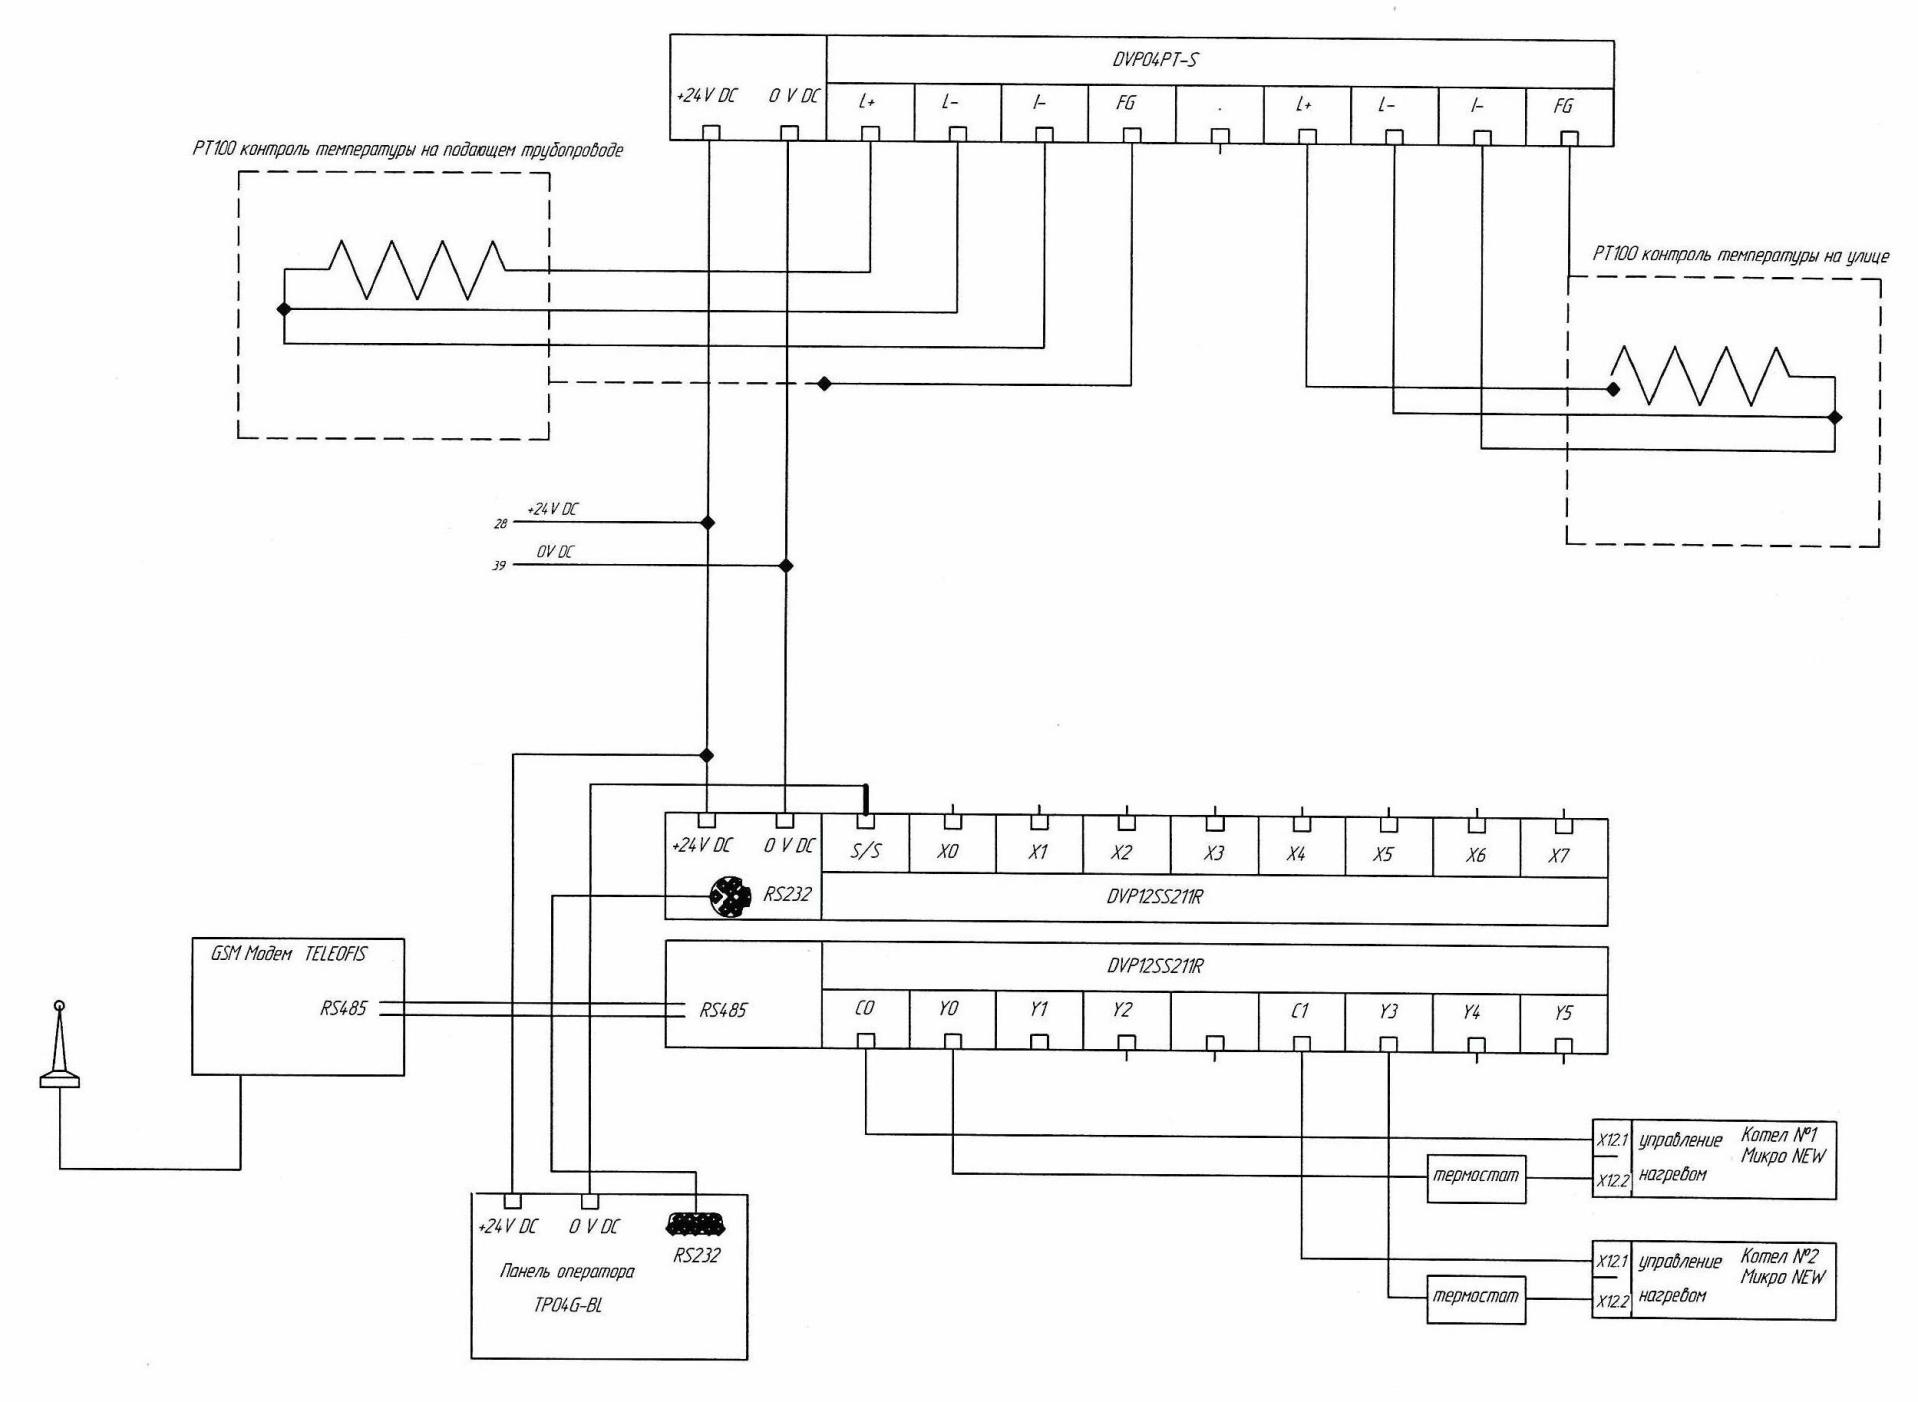 DVP04PT-S
+24V DC
0 V DC
L+
L-
I-
FG
.
L+
L-
I-
FG
PT100 контроль температуры на подающем трубопроводе
PT100 контроль температуры на улице
+24V DC
28
0V DC
39
+24V DC
0 V DC
S/S
X0
X1
X2
X3
X4
X5
X6
X7
RS232
DVP12SS211R
GSM Модем TELEOFIS
RS485
DVP12SS211R
RS485
C0
Y0
Y1
Y2
C1
Y3
Y4
Y5
X12.1
управление
Котел №1
Микро NEW
термостат
X12.2
нагревом
+24V DC
0 V DC
RS232
Панель оператора
TP04G-BL
X12.1
управление
Котел №2
Микро NEW
термостат
X12.2
нагревом